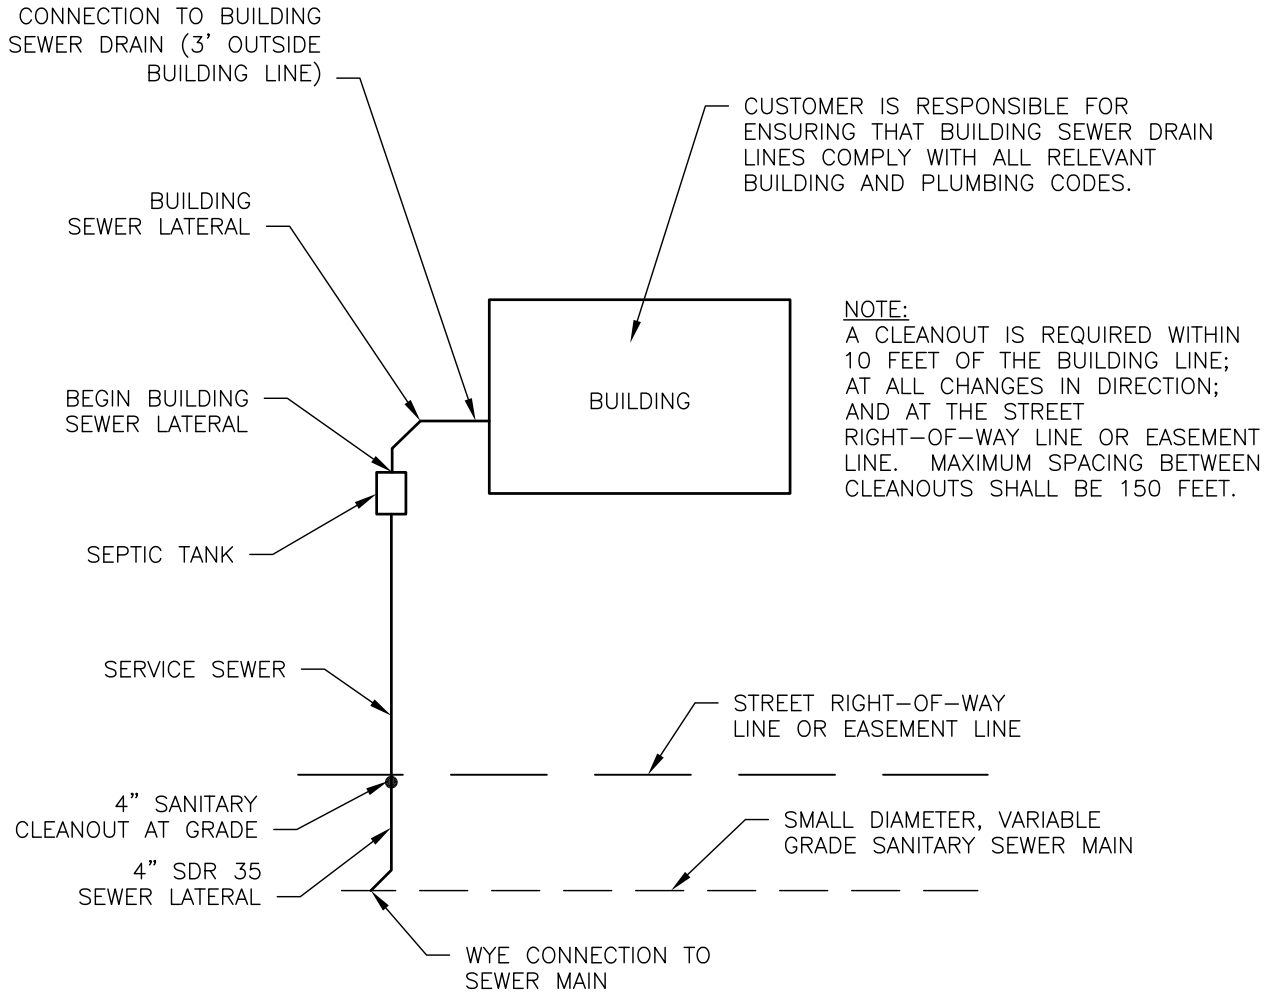 CONNECTION TO BUILDING
SEWER DRAIN (3' OUTSIDE
BUILDING LINE)
CUSTOMER IS RESPONSIBLE FOR
ENSURING THAT BUILDING SEWER DRAIN
LINES COMPLY WITH ALL RELEVANT
BUILDING AND PLUMBING CODES.
BUILDING
SEWER LATERAL
NOTE:
A CLEANOUT IS REQUIRED WITHIN
10 FEET OF THE BUILDING LINE;
AT ALL CHANGES IN DIRECTION;
AND AT THE STREET
RIGHT-OF-WAY LINE OR EASEMENT
LINE. MAXIMUM SPACING BETWEEN
CLEANOUTS SHALL BE 150 FEET.
BUILDING
BEGIN BUILDING
SEWER LATERAL
SEPTIC TANK
SERVICE SEWER
STREET RIGHT-OF-WAY
LINE OR EASEMENT LINE
4" SANITARY
CLEANOUT AT GRADE
SMALL DIAMETER, VARIABLE
GRADE SANITARY SEWER MAIN
4" SDR 35
SEWER LATERAL
WYE CONNECTION TO
SEWER MAIN